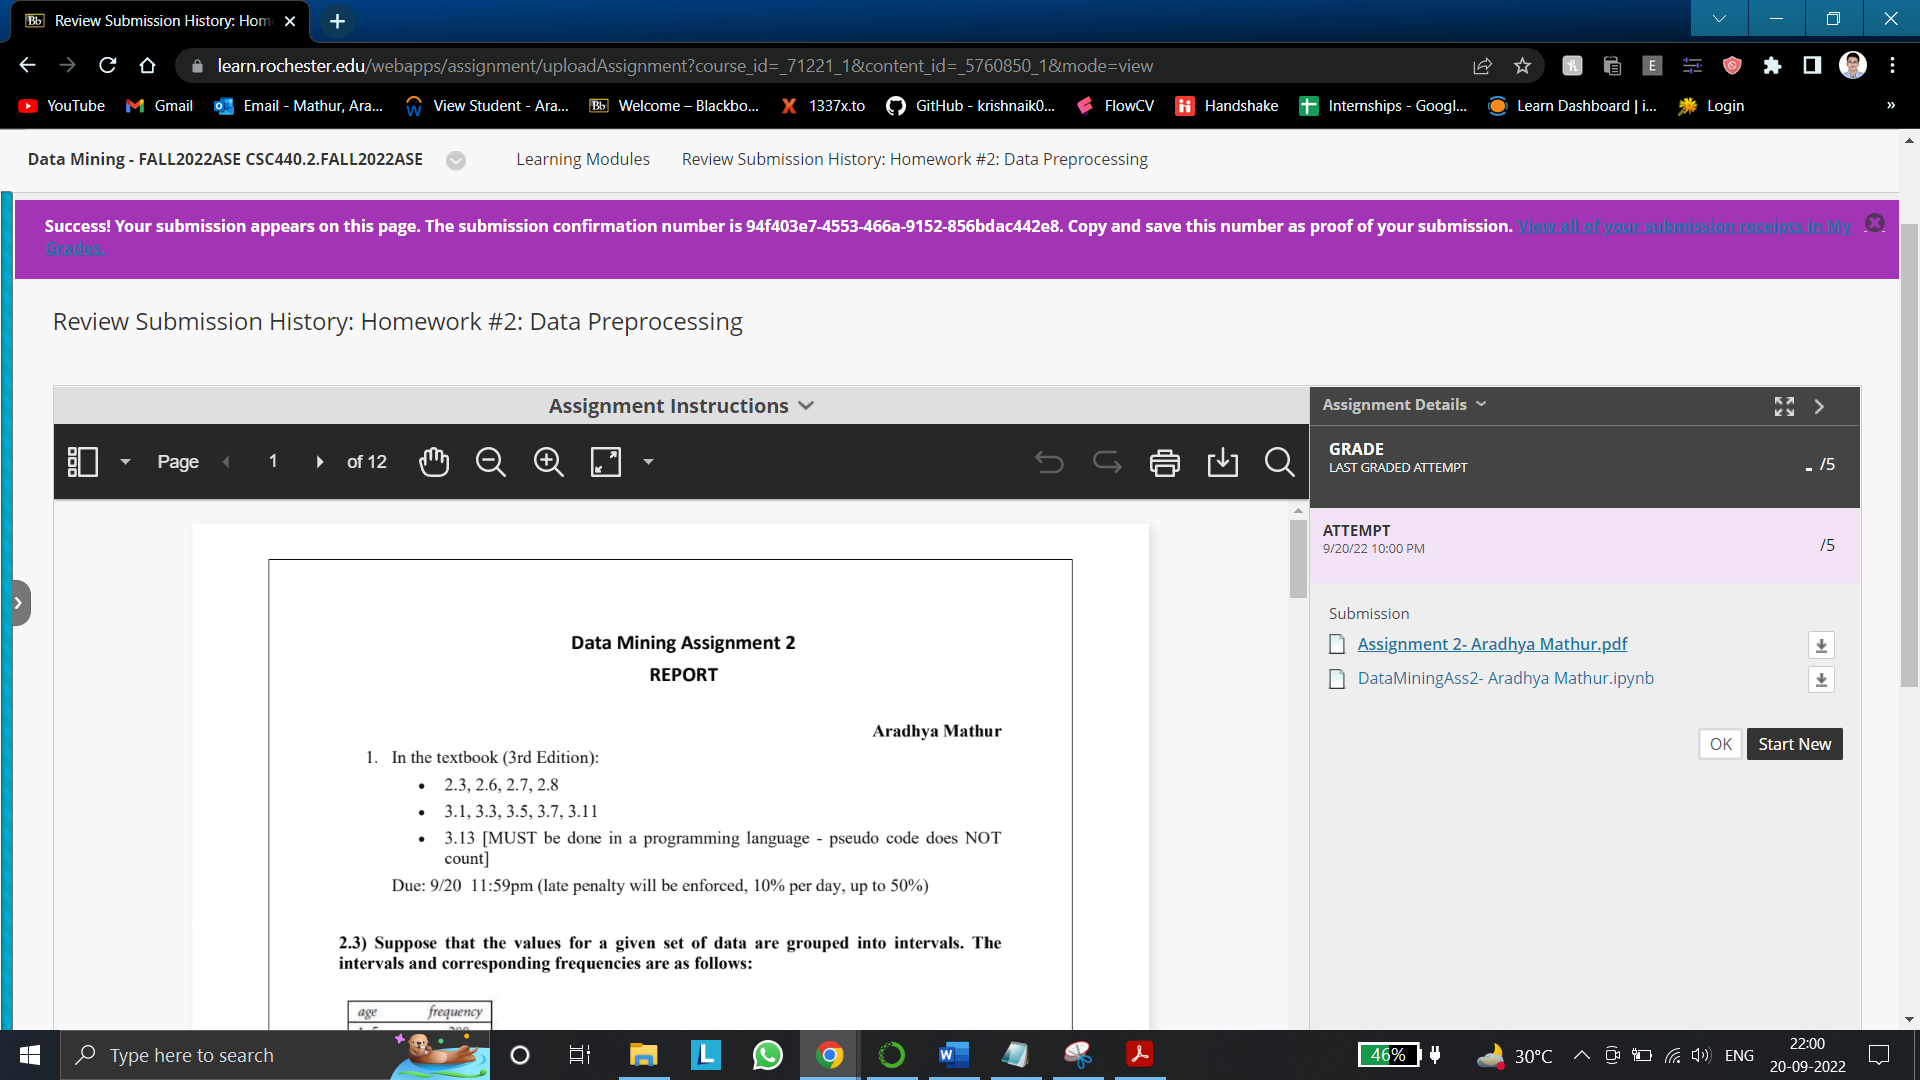 Review Submission History: Hom
learn.rochester.edu/webapps/assignment/uploadAssignment?course_id=_71221_1&content_id=_5760850_1&mode=view
YouTube Gmail Email - Mathur, Ara... View Student - Ara... Welcome – Blackbo... 1337x.to GitHub - krishnaik0... FlowCV Handshake Internships - Googl... Learn Dashboard | i... Login »
Data Mining - FALL2022ASE CSC440.2.FALL2022ASE Learning Modules Review Submission History: Homework #2: Data Preprocessing
Success! Your submission appears on this page. The submission confirmation number is 94f403e7-4553-466a-9152-856bdac442e8. Copy and save this number as proof of your submission. View all of your submission receipts in My
Grades.
Review Submission History: Homework #2: Data Preprocessing
Assignment Instructions
Page 1 of 12
Data Mining Assignment 2
REPORT
Aradhya Mathur
1. In the textbook (3rd Edition):
• 2.3, 2.6, 2.7, 2.8
• 3.1, 3.3, 3.5, 3.7, 3.11
• 3.13 [MUST be done in a programming language - pseudo code does NOT
count]
Due: 9/20 11:59pm (late penalty will be enforced, 10% per day, up to 50%)
2.3) Suppose that the values for a given set of data are grouped into intervals. The
intervals and corresponding frequencies are as follows:
age frequency
Assignment Details
GRADE
LAST GRADED ATTEMPT
- /5
ATTEMPT
9/20/22 10:00 PM
/5
Submission
Assignment 2- Aradhya Mathur.pdf
DataMiningAss2- Aradhya Mathur.ipynb
OK Start New
Type here to search
46%
30°C
ENG
22:00
20-09-2022